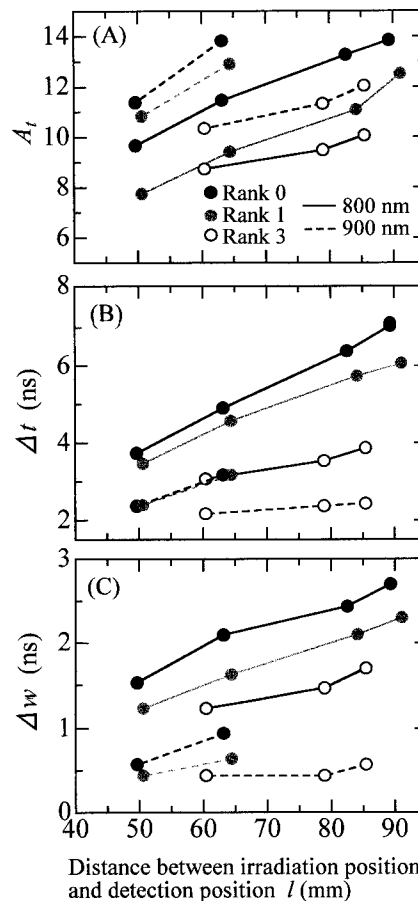 (A)
14
12
10
8
6
A_t
Rank 0
Rank 1
Rank 3
800 nm
900 nm
(B)
8
6
4
2
Δt (ns)
(C)
3
2
1
0
Δw (ns)
40 50 60 70 80 90
Distance between irradiation position
and detection position l (mm)